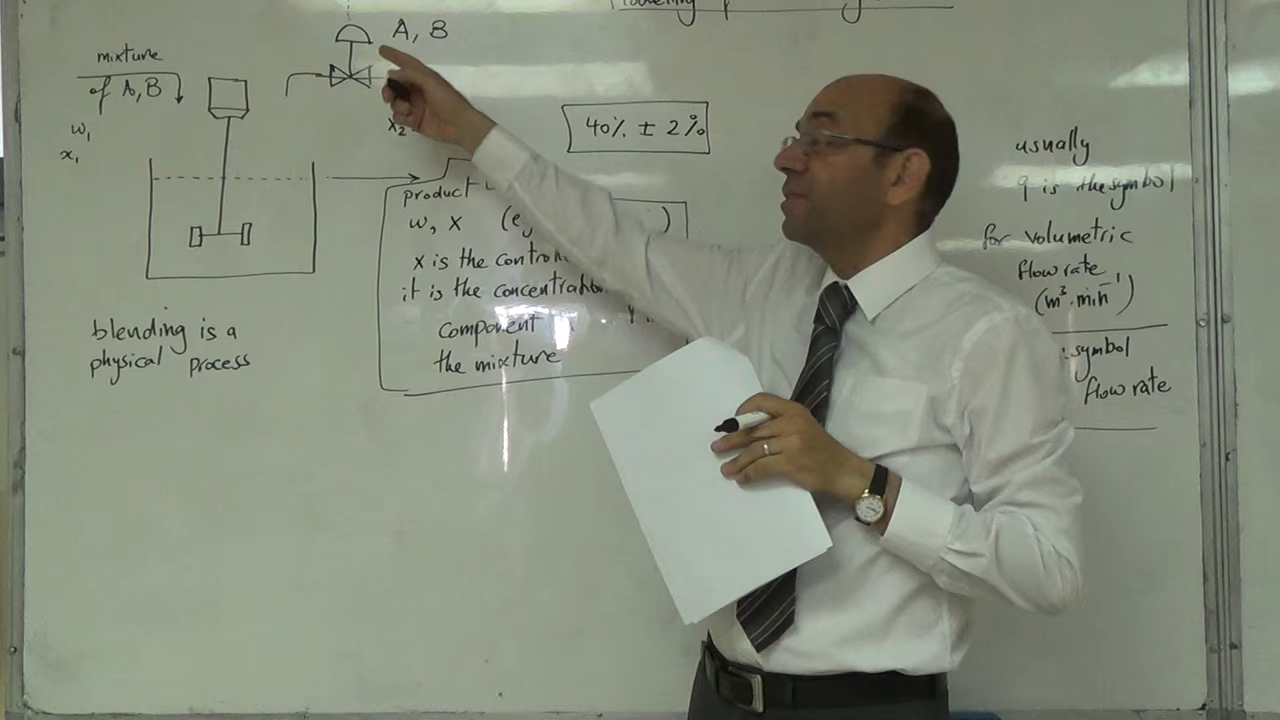 mixture
of A, B
w₁
x₁
A, B
x₂
40% ± 2%
product
w, x (e
x is the
it is the concentration
component
the mixture
blending is a
physical process
usually
q is the symbol
for volumetric
flow rate
(m³.min⁻¹)
symbol
flow rate